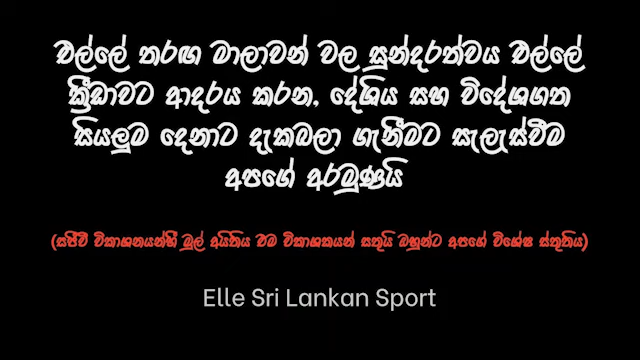 එල්ලේ තරඟ මාලාවන් වල සුන්දරත්වය එල්ලේ
ක්‍රීඩාවට ආදරය කරන, දේශිය සහ විදේශගත
සියලුම දෙනාට දැකබලා ගැනීමට සැලැස්වීම
අපගේ අරමුණයි
(සජීවී විකාශනයන්හී මුල් අයිතිය එම විකාශකයන් සතුයි ඔහුන්ට අපගේ විශේෂ ස්තුතිය)
Elle Sri Lankan Sport